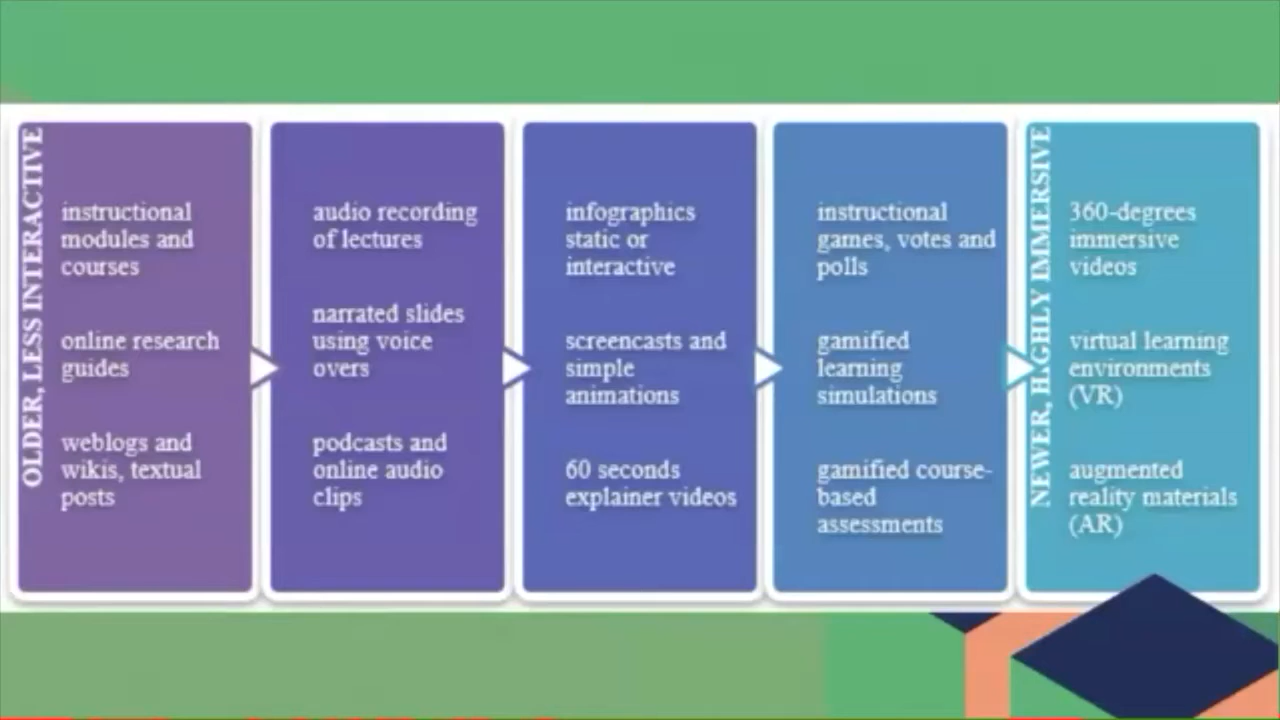 OLDER, LESS INTERACTIVE
instructional
modules and
courses
online research
guides
weblogs and
wikis, textual
posts
audio recording
of lectures
narrated slides
using voice
overs
podcasts and
online audio
clips
infographics
static or
interactive
screencasts and
simple
animations
60 seconds
explainer videos
instructional
games, votes and
polls
gamified
learning
simulations
gamified course-
based
assessments
NEWER, HIGHLY IMMERSIVE
360-degrees
immersive
videos
virtual learning
environments
(VR)
augmented
reality materials
(AR)